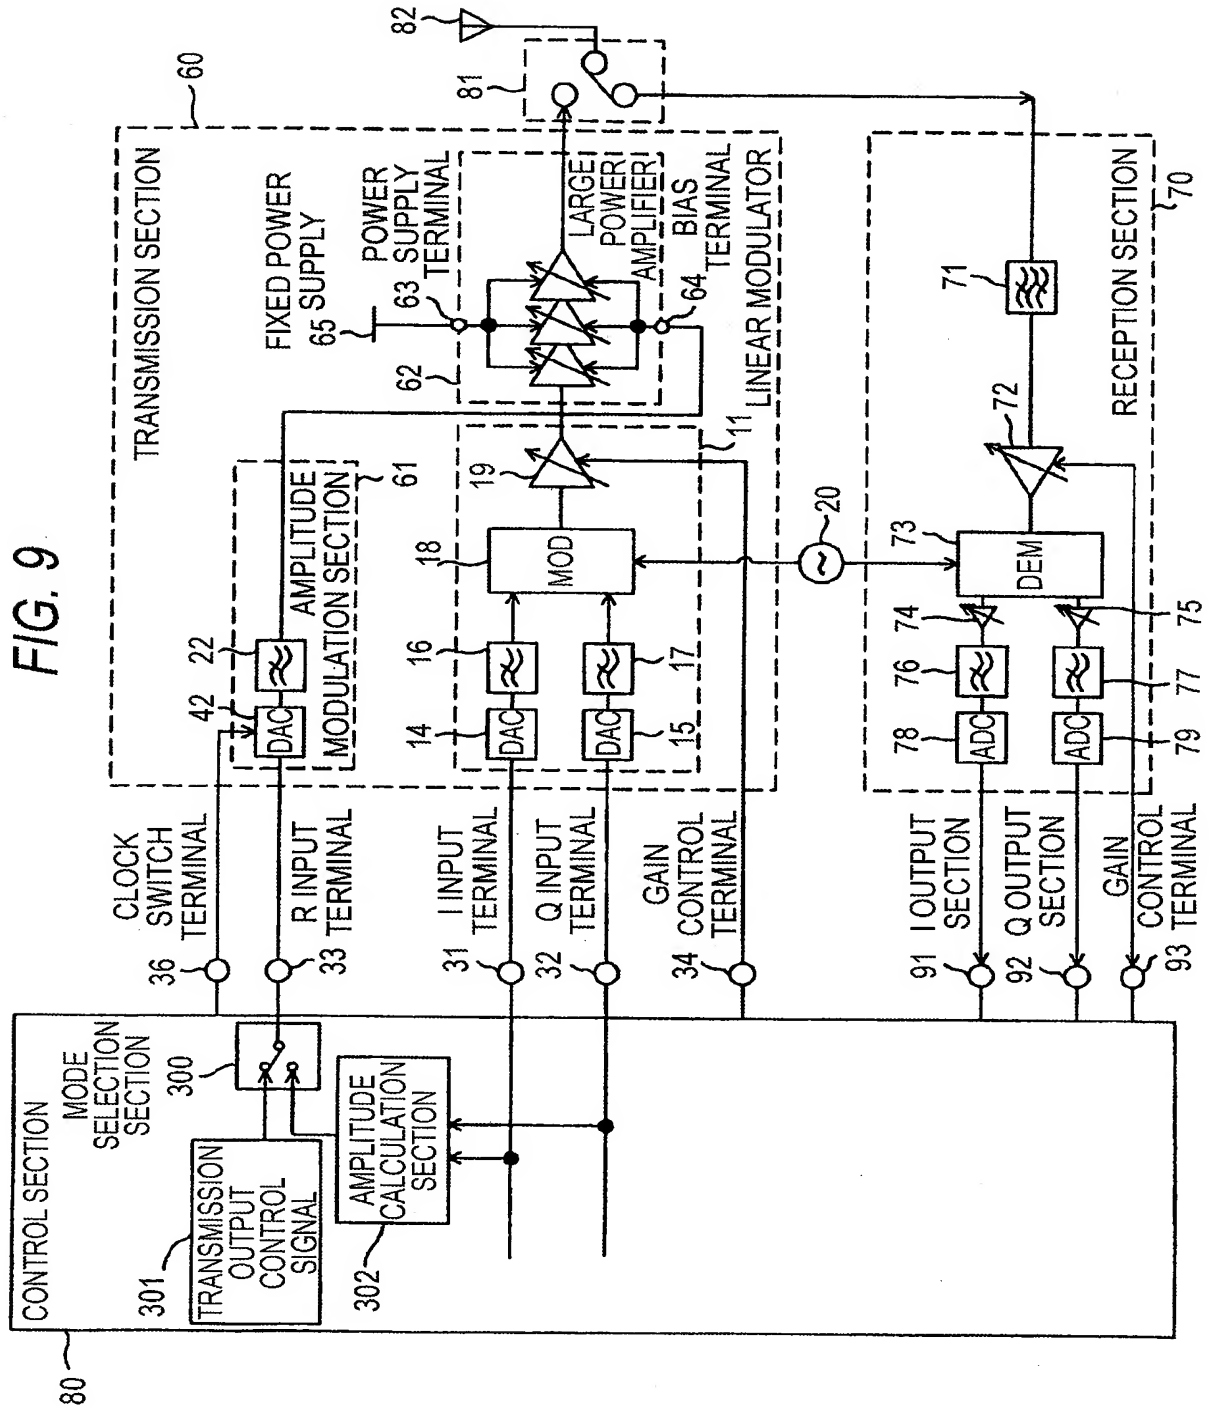 FIG. 9
80
CONTROL SECTION
301
TRANSMISSION
OUTPUT
CONTROL
SIGNAL
MODE
SELECTION
SECTION
300
302
AMPLITUDE
CALCULATION
SECTION
36
CLOCK
SWITCH
TERMINAL
33
R INPUT
TERMINAL
31
I INPUT
TERMINAL
32
Q INPUT
TERMINAL
34
GAIN
CONTROL
TERMINAL
91
I OUTPUT
SECTION
92
Q OUTPUT
SECTION
93
GAIN
CONTROL
TERMINAL
TRANSMISSION SECTION
60
42
DAC
22
AMPLITUDE
MODULATION SECTION
61
14
DAC
16
15
DAC
17
18
MOD
19
11
LINEAR MODULATOR
FIXED POWER
SUPPLY
65
POWER
SUPPLY
TERMINAL
63
62
LARGE
POWER
AMPLIFIER
64
BIAS
TERMINAL
81
82
20
RECEPTION SECTION
70
71
72
73
DEM
74
75
76
77
78
ADC
79
ADC